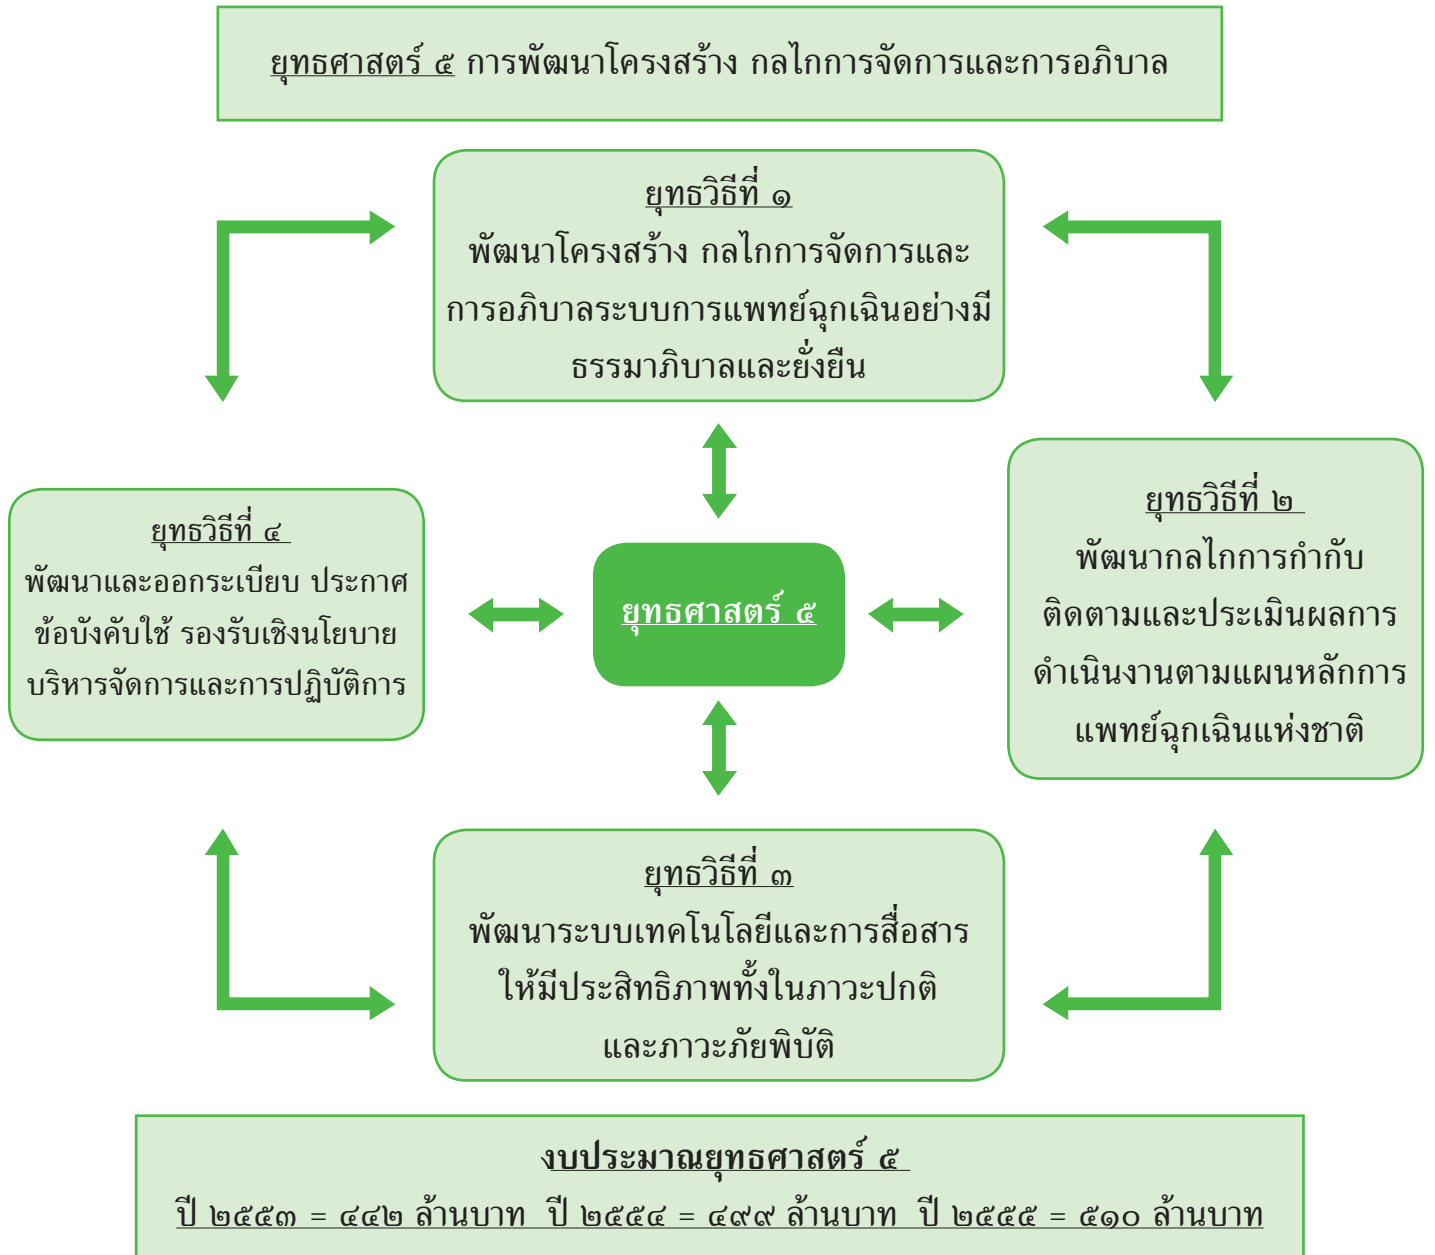 ยุทธศาสตร์ ๕ การพัฒนาโครงสร้าง กลไกการจัดการและการอภิบาล
ยุทธวิธีที่ ๑
พัฒนาโครงสร้าง กลไกการจัดการและ
การอภิบาลระบบการแพทย์ฉุกเฉินอย่างมี
ธรรมาภิบาลและยั่งยืน
ยุทธวิธีที่ ๒
พัฒนากลไกการกำกับ
ติดตามและประเมินผลการ
ดำเนินงานตามแผนหลักการ
แพทย์ฉุกเฉินแห่งชาติ
ยุทธวิธีที่ ๔
พัฒนาและออกระเบียบ ประกาศ
ข้อบังคับใช้ รองรับเชิงนโยบาย
บริหารจัดการและการปฏิบัติการ
ยุทธศาสตร์ ๕
ยุทธวิธีที่ ๓
พัฒนาระบบเทคโนโลยีและการสื่อสาร
ให้มีประสิทธิภาพทั้งในภาวะปกติ
และภาวะภัยพิบัติ
งบประมาณยุทธศาสตร์ ๕
ปี ๒๕๕๓ = ๔๔๒ ล้านบาท ปี ๒๕๕๔ = ๔๙๙ ล้านบาท ปี ๒๕๕๕ = ๕๑๐ ล้านบาท